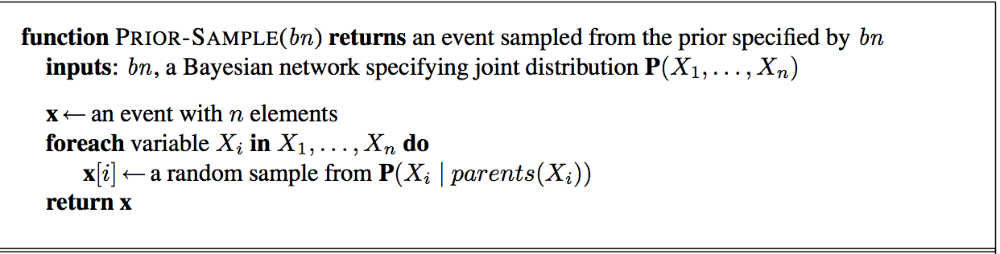 function PRIOR-SAMPLE(bn) returns an event sampled from the prior specified by bn
inputs: bn, a Bayesian network specifying joint distribution P(X₁, . . . , Xₙ)
x ← an event with n elements
foreach variable Xᵢ in X₁, . . . , Xₙ do
x[i] ← a random sample from P(Xᵢ | parents(Xᵢ))
return x